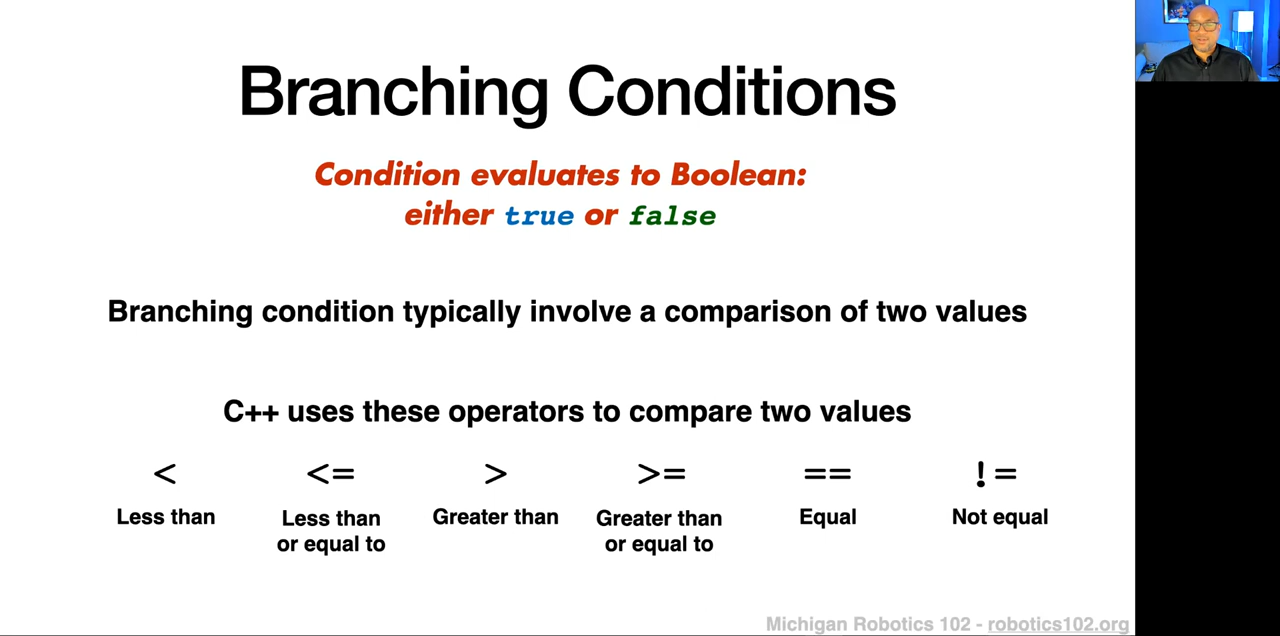 Branching Conditions
Condition evaluates to Boolean:
either true or false
Branching condition typically involve a comparison of two values
C++ uses these operators to compare two values
< <= > >= == !=
Less than Less than or equal to Greater than Greater than or equal to Equal Not equal
Michigan Robotics 102 - robotics102.org